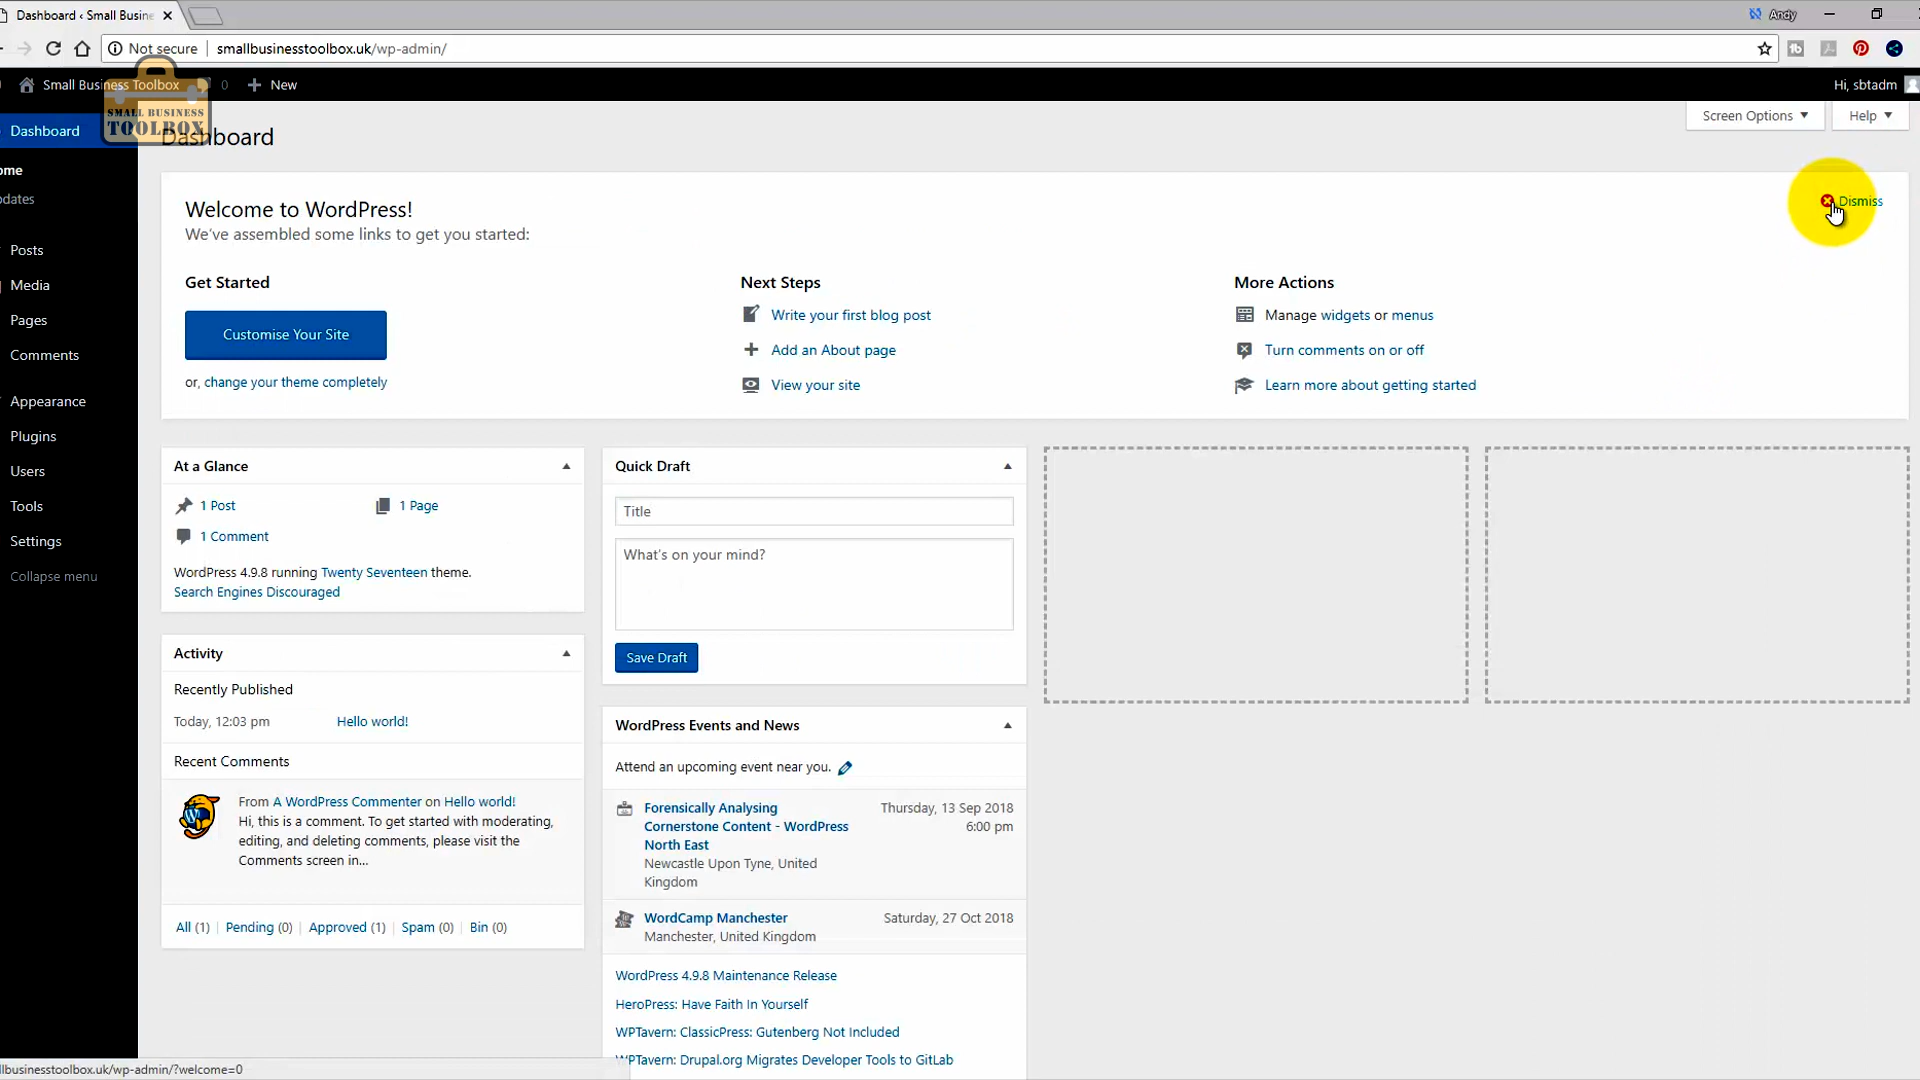 Dashboard ‹ Small Busine
Andy
Not secure
smallbusinesstoolbox.uk/wp-admin/
Small Business Toolbox
0
New
Hi, sbtadm
SMALL BUSINESS
TOOLBOX
Dashboard
Dashboard
Screen Options
Help
ome
pdates
Posts
Media
Pages
Comments
Appearance
Plugins
Users
Tools
Settings
Collapse menu
Welcome to WordPress!
Dismiss
We've assembled some links to get you started:
Get Started
Customise Your Site
or, change your theme completely
Next Steps
Write your first blog post
Add an About page
View your site
More Actions
Manage widgets or menus
Turn comments on or off
Learn more about getting started
At a Glance
1 Post
1 Page
1 Comment
WordPress 4.9.8 running Twenty Seventeen theme.
Search Engines Discouraged
Activity
Recently Published
Today, 12:03 pm
Hello world!
Recent Comments
From A WordPress Commenter on Hello world!
Hi, this is a comment. To get started with moderating,
editing, and deleting comments, please visit the
Comments screen in...
All (1) | Pending (0) | Approved (1) | Spam (0) | Bin (0)
Quick Draft
Title
What's on your mind?
Save Draft
WordPress Events and News
Attend an upcoming event near you.
Forensically Analysing
Cornerstone Content - WordPress
North East
Newcastle Upon Tyne, United
Kingdom
Thursday, 13 Sep 2018
6:00 pm
WordCamp Manchester
Manchester, United Kingdom
Saturday, 27 Oct 2018
WordPress 4.9.8 Maintenance Release
HeroPress: Have Faith In Yourself
WPTavern: ClassicPress: Gutenberg Not Included
WPTavern: Drupal.org Migrates Developer Tools to GitLab
llbusinesstoolbox.uk/wp-admin/?welcome=0